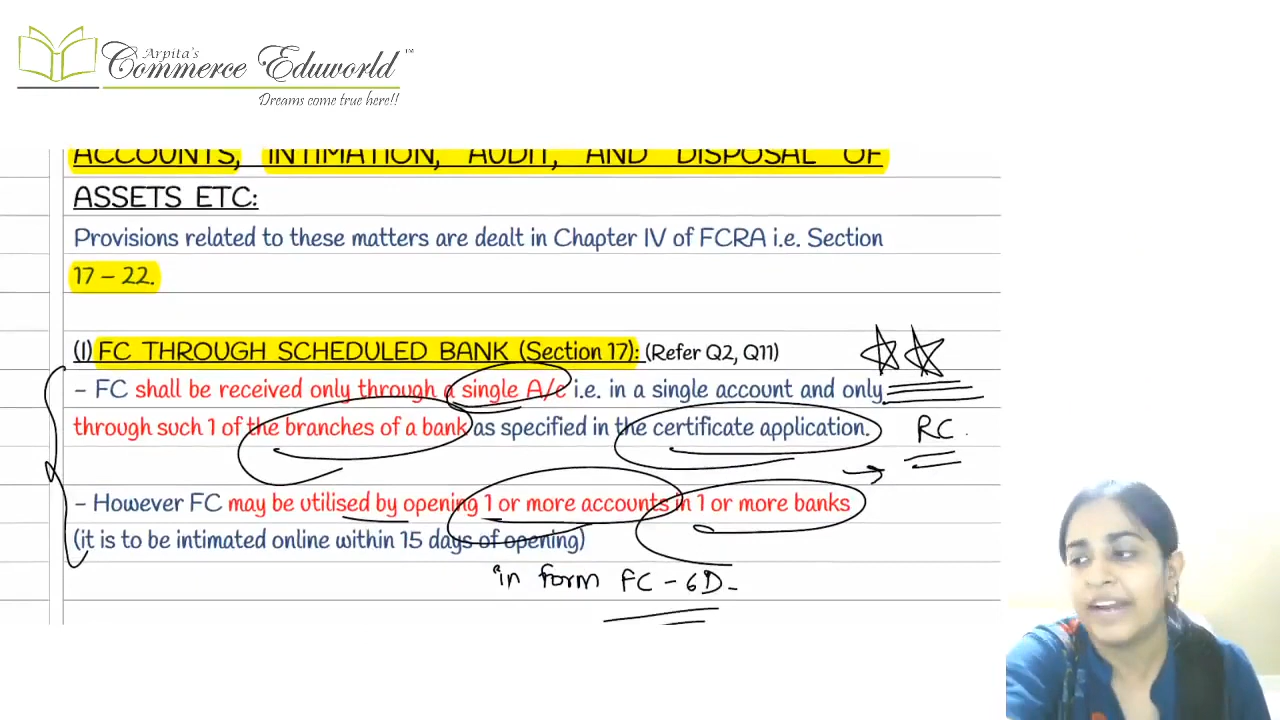 Arpita's
Commerce Eduworld™
Dreams come true here!!
ACCOUNTS, INTIMATION, AUDIT, AND DISPOSAL OF
ASSETS ETC:
Provisions related to these matters are dealt in Chapter IV of FCRA i.e. Section
17 – 22.
(1) FC THROUGH SCHEDULED BANK (Section 17): (Refer Q2, Q11)
– FC shall be received only through a single A/c i.e. in a single account and only
through such 1 of the branches of a bank as specified in the certificate application.
RC
– However FC may be utilised by opening 1 or more accounts in 1 or more banks
(it is to be intimated online within 15 days of opening)
in form FC – 6D